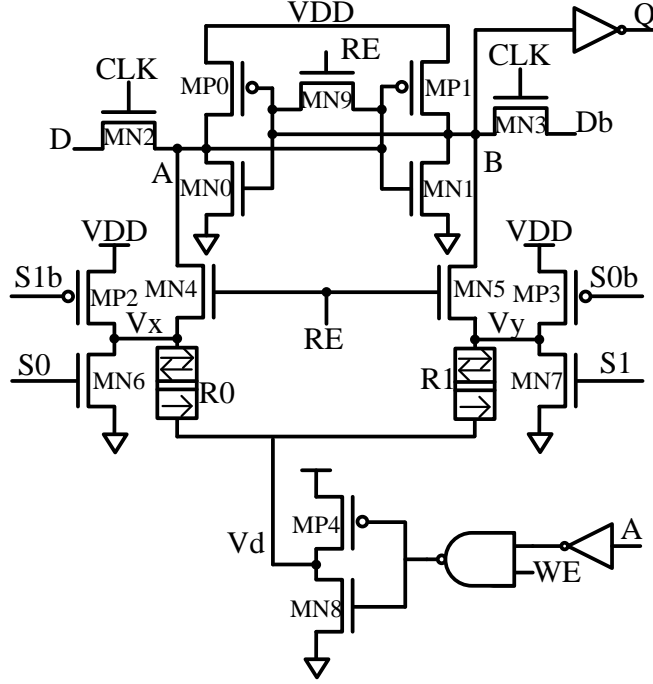 VDD
Q
RE
CLK
CLK
MP0
MP1
MN9
D
MN2
MN3
Db
A
B
MN0
MN1
VDD
VDD
S1b
MP2
MN4
MN5
MP3
S0b
Vx
Vy
RE
S0
MN6
R0
R1
MN7
S1
MP4
A
Vd
WE
MN8